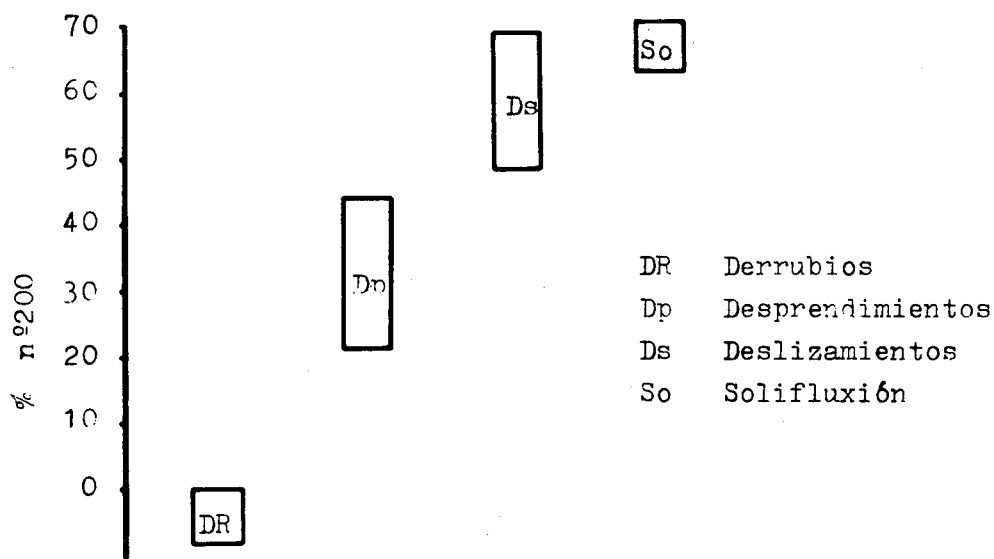 70
So
60
Ds
50
40
DR Derrubios
30
Dp
Dp Desprendimientos
20
Ds Deslizamientos
So Solifluxión
10
% nº200
0
DR